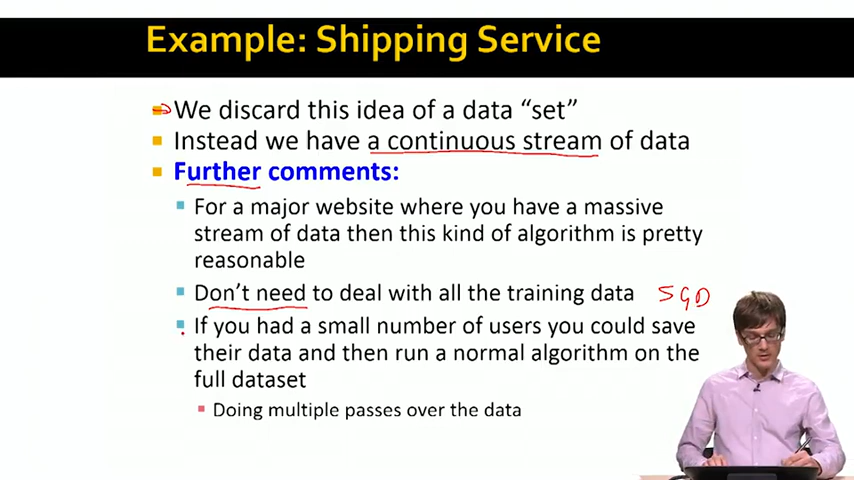 Example: Shipping Service
We discard this idea of a data “set”
Instead we have a continuous stream of data
Further comments:
For a major website where you have a massive
stream of data then this kind of algorithm is pretty
reasonable
Don’t need to deal with all the training data SGD
If you had a small number of users you could save
their data and then run a normal algorithm on the
full dataset
Doing multiple passes over the data